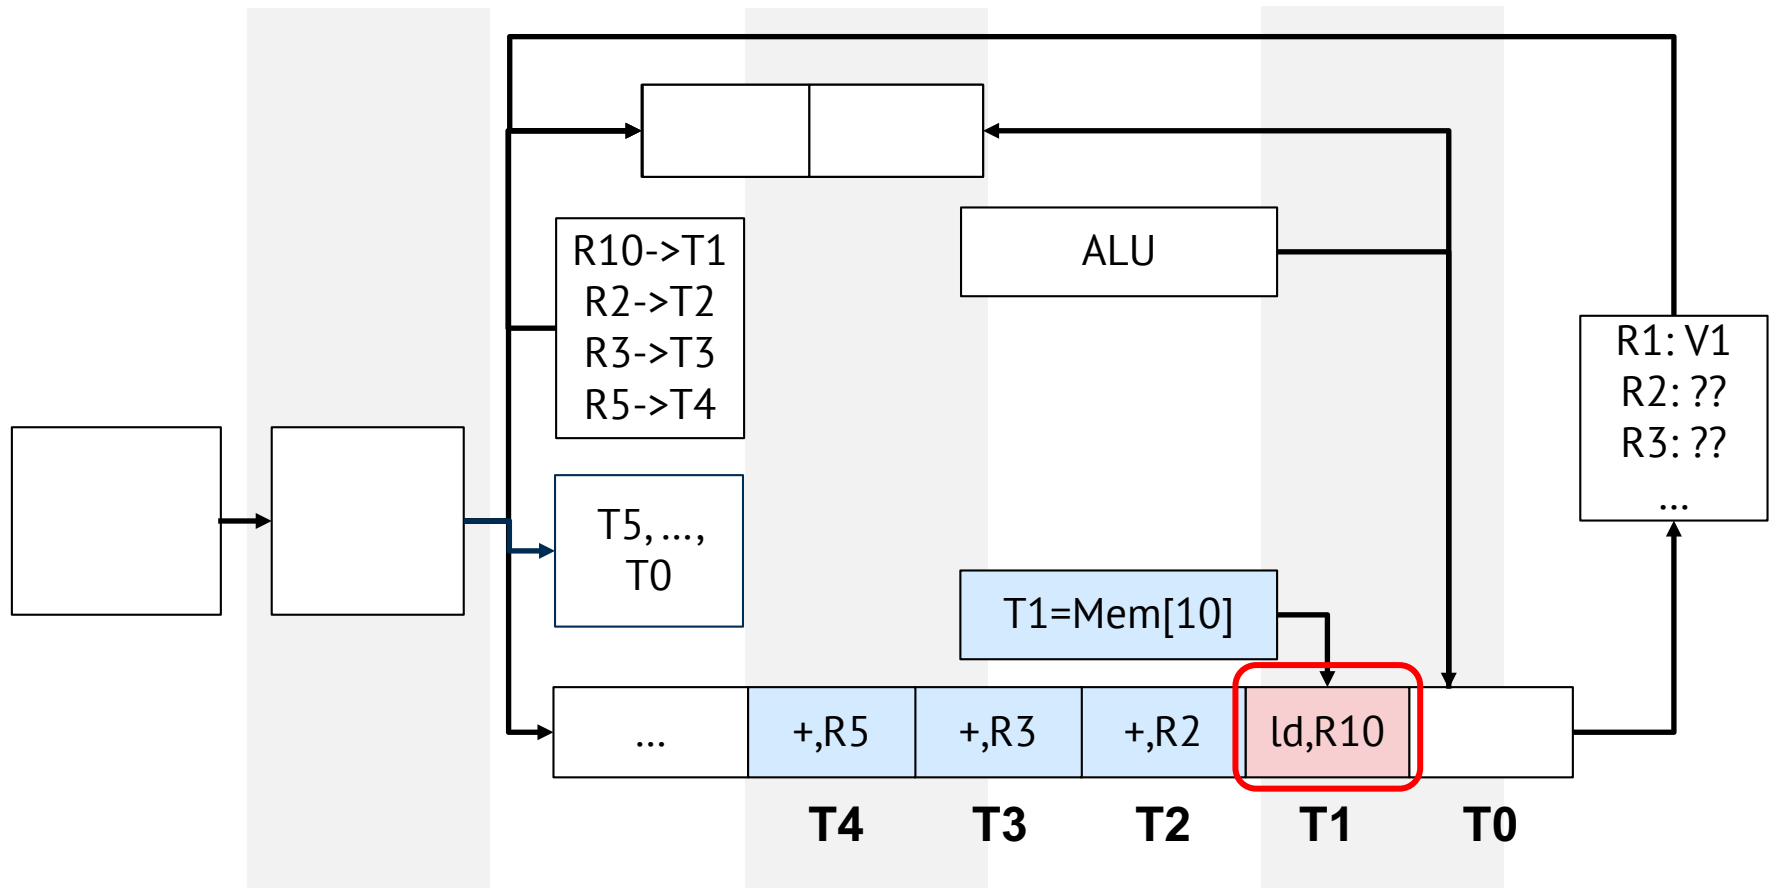 R10->T1
R2->T2
R3->T3
R5->T4
ALU
R1: V1
R2: ??
R3: ??
...
T5, ...,
T0
T1=Mem[10]
...
+,R5
+,R3
+,R2
ld,R10
T4
T3
T2
T1
T0